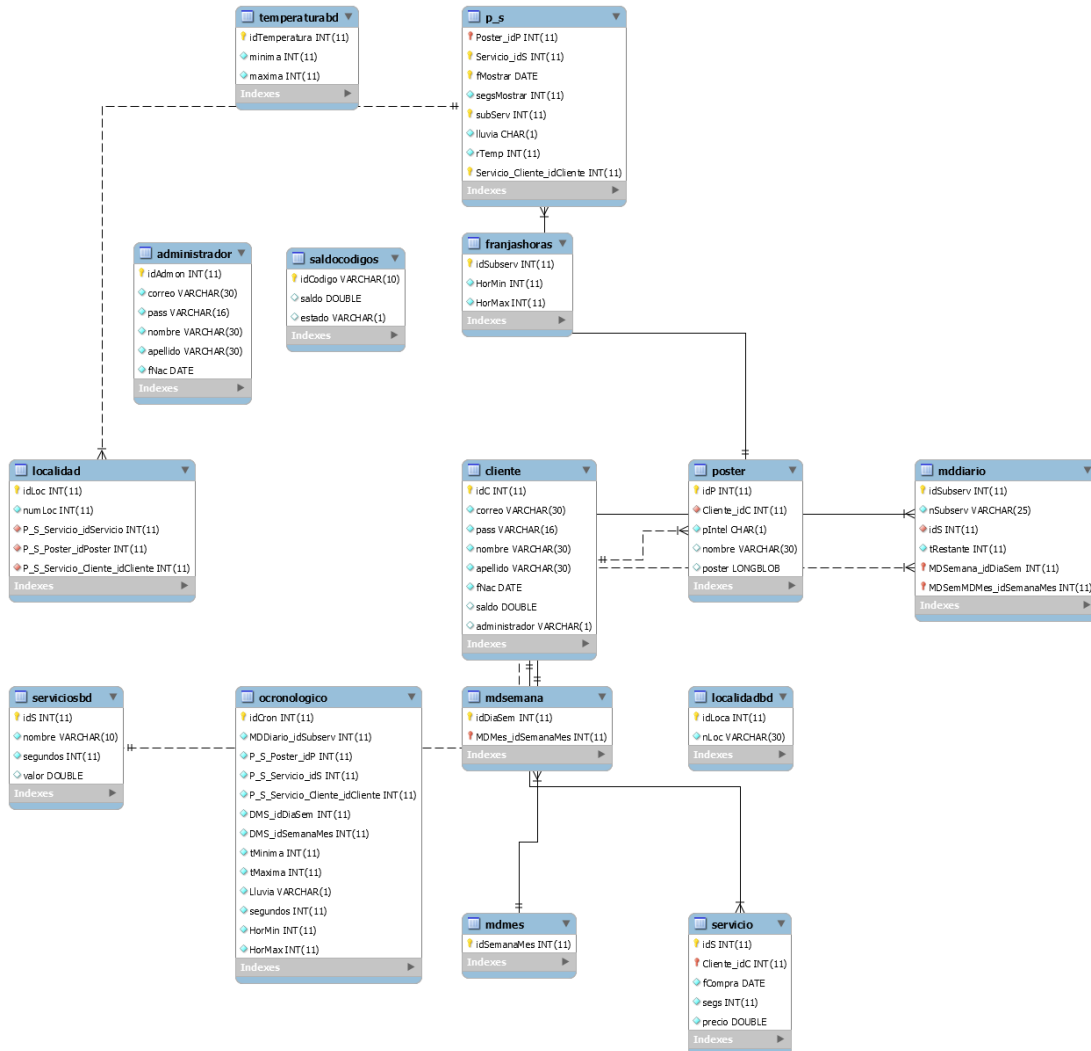 temperaturabd
idTemperatura INT(11)
minima INT(11)
maxima INT(11)
Indexes
p_s
Poster_idP INT(11)
Servicio_idS INT(11)
fMostrar DATE
segsMostrar INT(11)
subServ INT(11)
lluvia CHAR(1)
rTemp INT(11)
Servicio_Cliente_idCliente INT(11)
Indexes
administrador
idAdmon INT(11)
correo VARCHAR(30)
pass VARCHAR(16)
nombre VARCHAR(30)
apellido VARCHAR(30)
fNac DATE
Indexes
saldocodigos
idCodigo VARCHAR(10)
saldo DOUBLE
estado VARCHAR(1)
Indexes
franjashoras
idSubserv INT(11)
HorMin INT(11)
HorMax INT(11)
Indexes
localidad
idLoc INT(11)
numLoc INT(11)
P_S_Servicio_idServicio INT(11)
P_S_Poster_idPoster INT(11)
P_S_Servicio_Cliente_idCliente INT(11)
Indexes
cliente
idC INT(11)
correo VARCHAR(30)
pass VARCHAR(16)
nombre VARCHAR(30)
apellido VARCHAR(30)
fNac DATE
saldo DOUBLE
administrador VARCHAR(1)
Indexes
poster
idP INT(11)
Cliente_idC INT(11)
pIntel CHAR(1)
nombre VARCHAR(30)
poster LONGBLOB
Indexes
mddiario
idSubserv INT(11)
nSubserv VARCHAR(25)
idS INT(11)
tRestante INT(11)
MDSemana_idDiaSem INT(11)
MDSemMDMes_idSemanaMes INT(11)
Indexes
serviciosbd
idS INT(11)
nombre VARCHAR(10)
segundos INT(11)
valor DOUBLE
Indexes
ocronologico
idCron INT(11)
MDDiario_idSubserv INT(11)
P_S_Poster_idP INT(11)
P_S_Servicio_idS INT(11)
P_S_Servicio_Cliente_idCliente INT(11)
DMS_idDiaSem INT(11)
DMS_idSemanaMes INT(11)
tMinima INT(11)
tMaxima INT(11)
Lluvia VARCHAR(1)
segundos INT(11)
HorMin INT(11)
HorMax INT(11)
Indexes
mdsemana
idDiaSem INT(11)
MDMes_idSemanaMes INT(11)
Indexes
localidadbd
idLoca INT(11)
nLoc VARCHAR(30)
Indexes
mdmes
idSemanaMes INT(11)
Indexes
servicio
idS INT(11)
Cliente_idC INT(11)
fCompra DATE
segs INT(11)
precio DOUBLE
Indexes